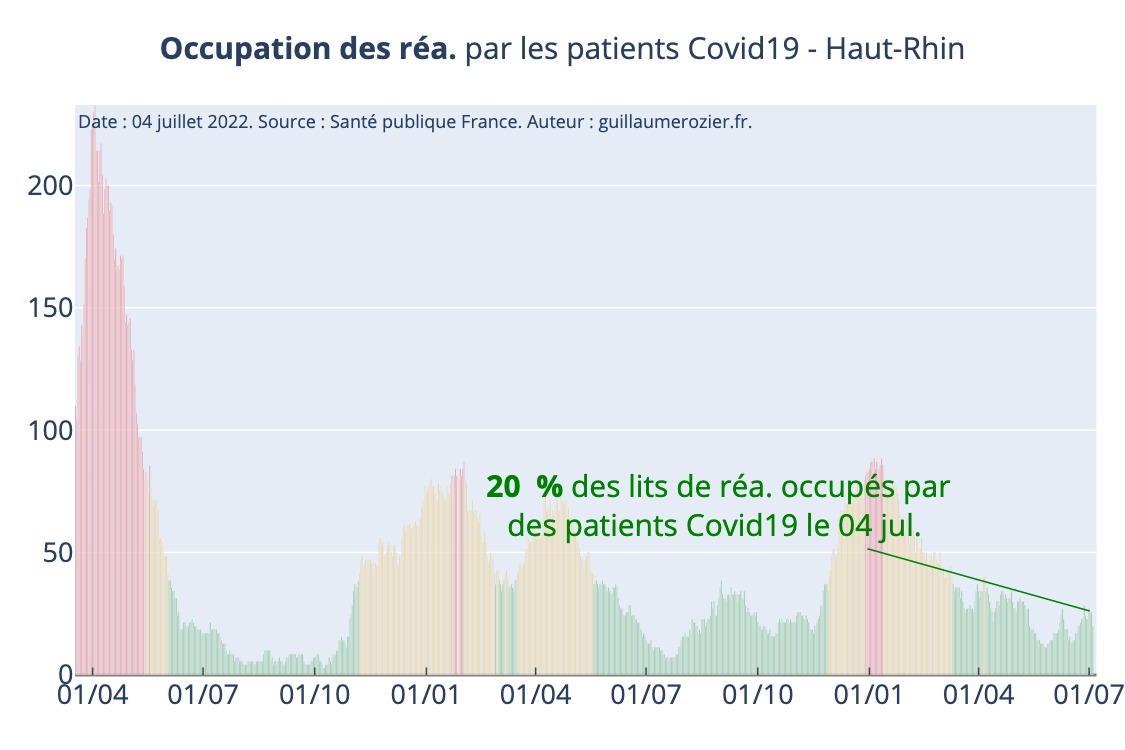 Occupation des réa. par les patients Covid19 - Haut-Rhin
Date : 04 juillet 2022. Source : Santé publique France. Auteur : guillaumerozier.fr.
200
150
100
20 % des lits de réa. occupés par
des patients Covid19 le 04 jul.
50
0
01/04 01/07 01/10 01/01 01/04 01/07 01/10 01/01 01/04 01/07